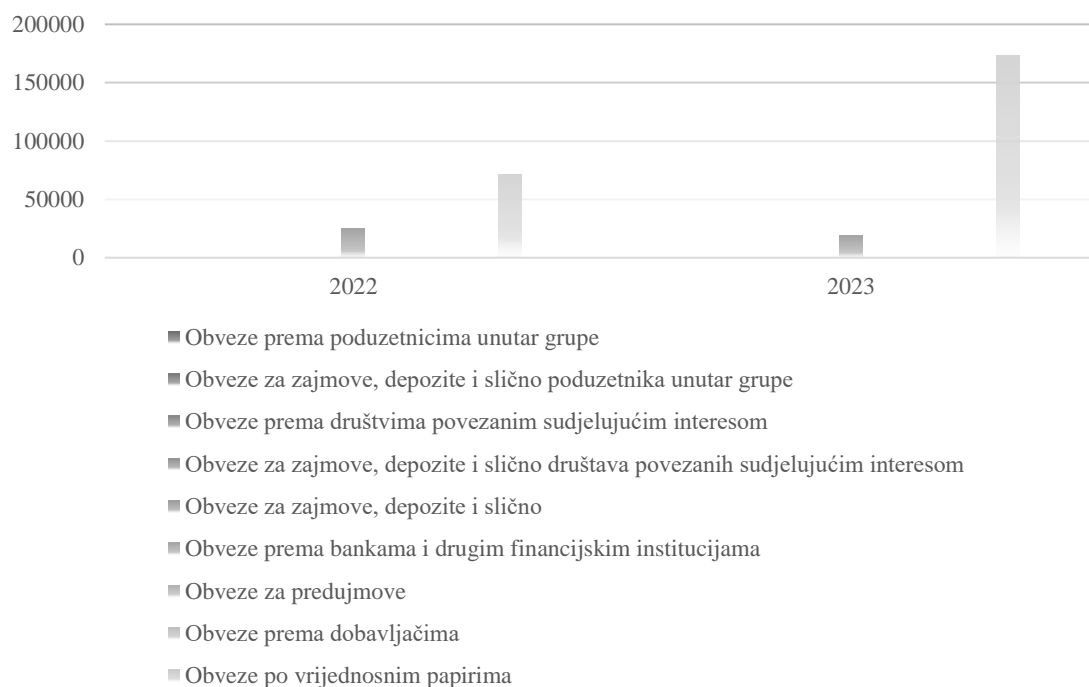 200000
150000
100000
50000
0
2022 2023
Obveze prema poduzetnicima unutar grupe
Obveze za zajmove, depozite i slično poduzetnika unutar grupe
Obveze prema društvima povezanim sudjelujućim interesom
Obveze za zajmove, depozite i slično društava povezanih sudjelujućim interesom
Obveze za zajmove, depozite i slično
Obveze prema bankama i drugim financijskim institucijama
Obveze za predujmove
Obveze prema dobavljačima
Obveze po vrijednosnim papirima